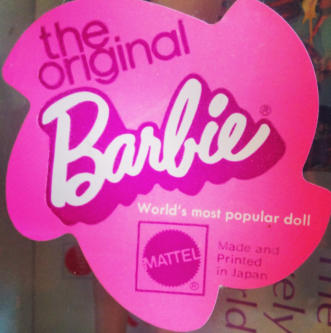 the
original
Barbie®
World's most popular doll
MATTEL
®
Made and
Printed
in Japan